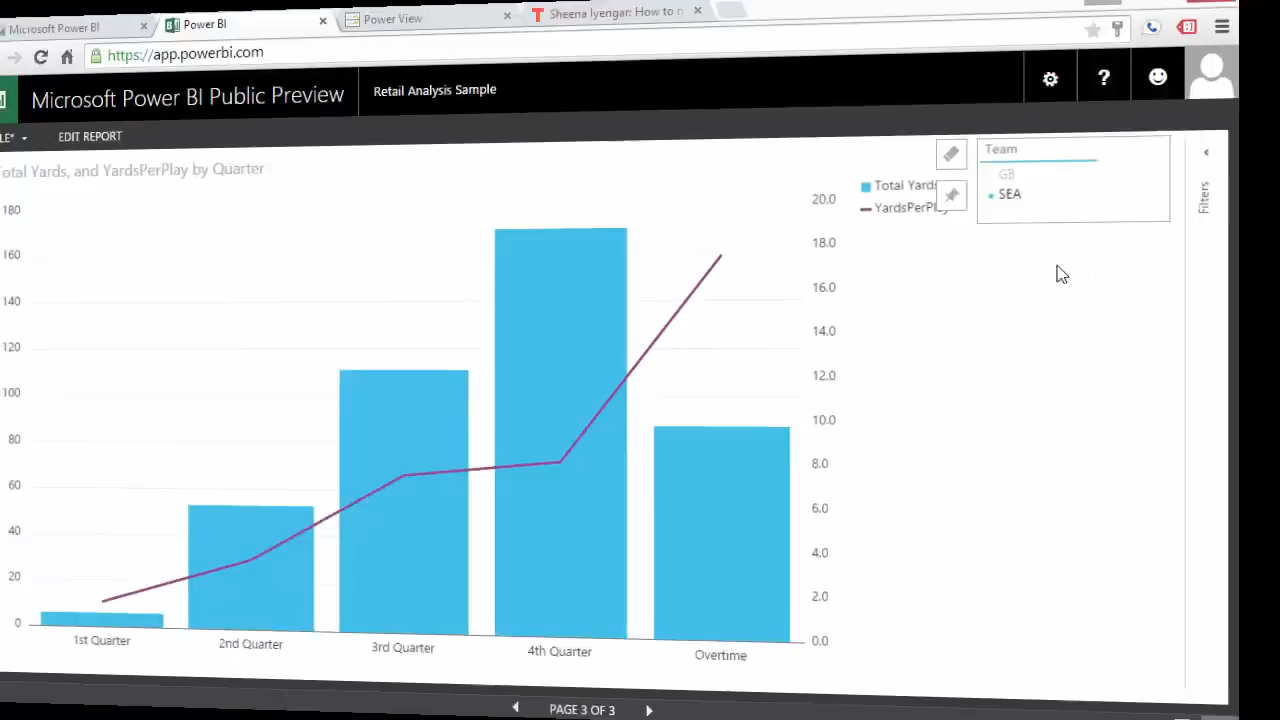 Microsoft Power BI
Power BI
Power View
Sheena Iyengar: How to
https://app.powerbi.com
Microsoft Power BI Public Preview
Retail Analysis Sample
?
EDIT REPORT
Total Yards, and YardsPerPlay by Quarter
Team
GB
SEA
Filters
Total Yards
YardsPerPlay
180
160
140
120
100
80
60
40
20
0
20.0
18.0
16.0
14.0
12.0
10.0
8.0
6.0
4.0
2.0
0.0
1st Quarter
2nd Quarter
3rd Quarter
4th Quarter
Overtime
PAGE 3 OF 3